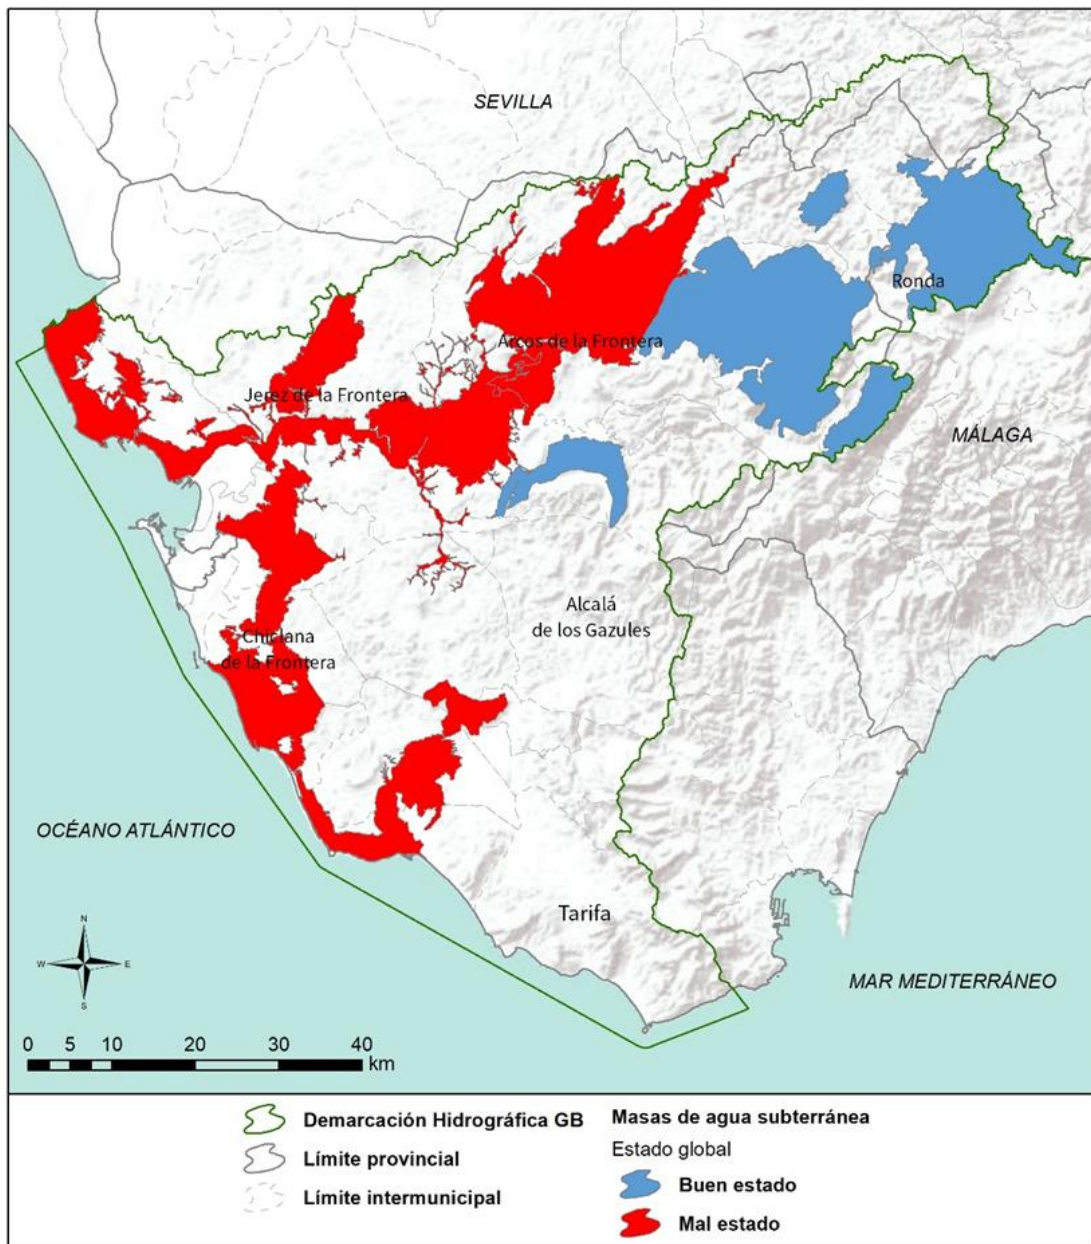 SEVILLA
Ronda
Arcos de la Frontera
Jerez de la Frontera
MÁLAGA
Alcalá
de los Gazules
Chiclana
de la Frontera
OCÉANO ATLÁNTICO
Tarifa
N
W E
S
MAR MEDITERRÁNEO
0 5 10 20 30 40
km
Demarcación Hidrográfica GB
Límite provincial
Límite intermunicipal
Masas de agua subterránea
Estado global
Buen estado
Mal estado